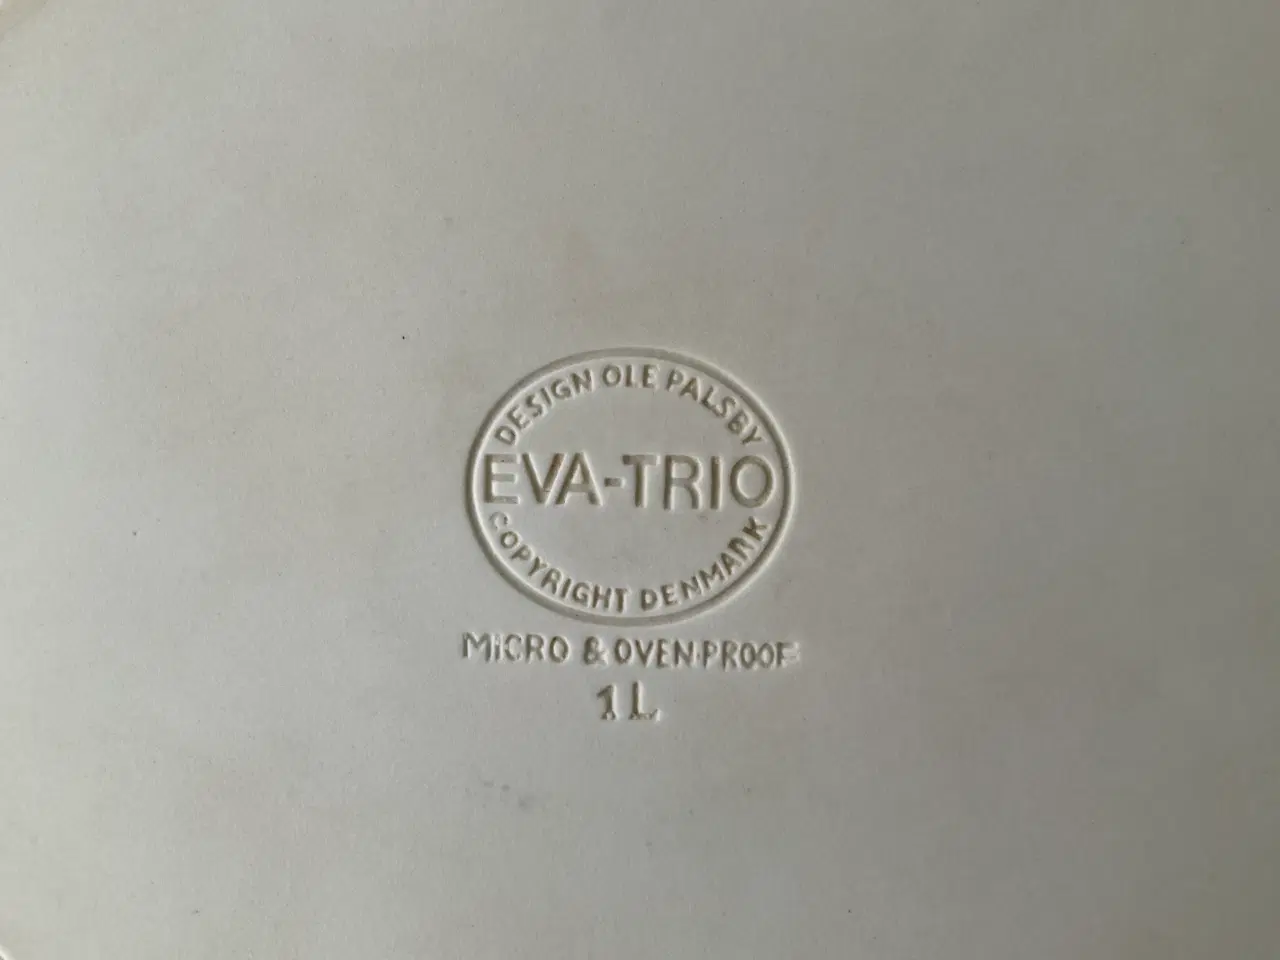 DESIGN OLE PALSBY
EVA-TRIO
COPYRIGHT DENMARK
MICRO & OVEN-PROOF
1L